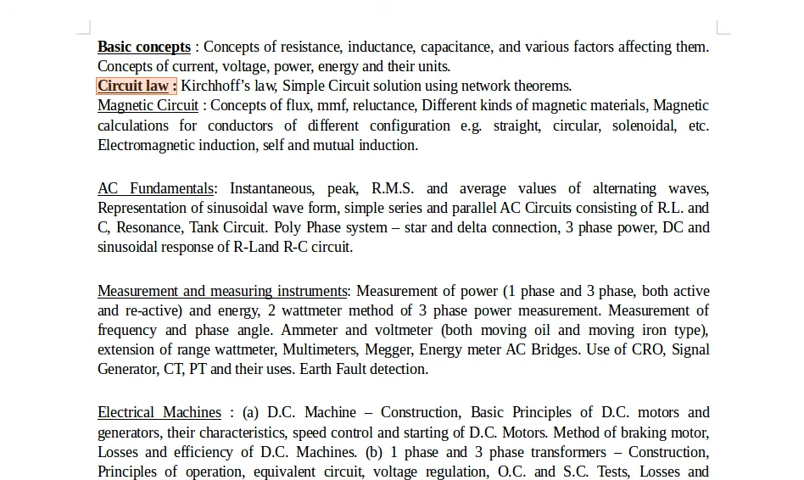 Basic concepts : Concepts of resistance, inductance, capacitance, and various factors affecting them.
Concepts of current, voltage, power, energy and their units.
Circuit law : Kirchhoff’s law, Simple Circuit solution using network theorems.
Magnetic Circuit : Concepts of flux, mmf, reluctance, Different kinds of magnetic materials, Magnetic
calculations for conductors of different configuration e.g. straight, circular, solenoidal, etc.
Electromagnetic induction, self and mutual induction.
AC Fundamentals: Instantaneous, peak, R.M.S. and average values of alternating waves,
Representation of sinusoidal wave form, simple series and parallel AC Circuits consisting of R.L. and
C, Resonance, Tank Circuit. Poly Phase system – star and delta connection, 3 phase power, DC and
sinusoidal response of R-Land R-C circuit.
Measurement and measuring instruments: Measurement of power (1 phase and 3 phase, both active
and re-active) and energy, 2 wattmeter method of 3 phase power measurement. Measurement of
frequency and phase angle. Ammeter and voltmeter (both moving oil and moving iron type),
extension of range wattmeter, Multimeters, Megger, Energy meter AC Bridges. Use of CRO, Signal
Generator, CT, PT and their uses. Earth Fault detection.
Electrical Machines : (a) D.C. Machine – Construction, Basic Principles of D.C. motors and
generators, their characteristics, speed control and starting of D.C. Motors. Method of braking motor,
Losses and efficiency of D.C. Machines. (b) 1 phase and 3 phase transformers – Construction,
Principles of operation, equivalent circuit, voltage regulation, O.C. and S.C. Tests, Losses and